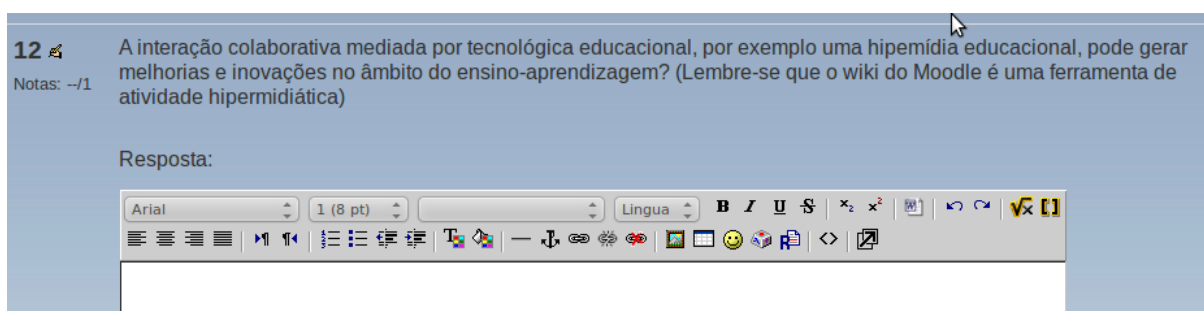 12
A interação colaborativa mediada por tecnológica educacional, por exemplo uma hipemídia educacional, pode gerar
Notas: --/1
melhorias e inovações no âmbito do ensino-aprendizagem? (Lembre-se que o wiki do Moodle é uma ferramenta de
atividade hipermidiática)
Resposta:
Arial 1 (8 pt) Lingua B I U S x₂ x²